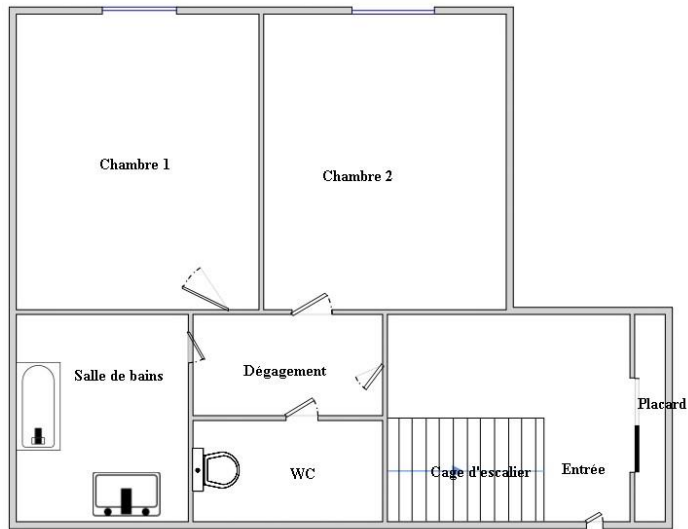 Chambre 1
Chambre 2
Salle de bains
Dégagement
Placard
WC
Cage d'escalier
Entrée